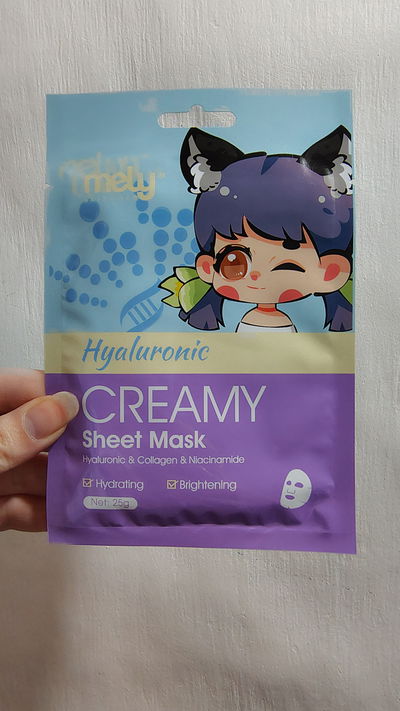 mely
Hyaluronic
CREAMY
Sheet Mask
Hyaluronic & Collagen & Niacinamide
Hydrating
Brightening
Net: 25g